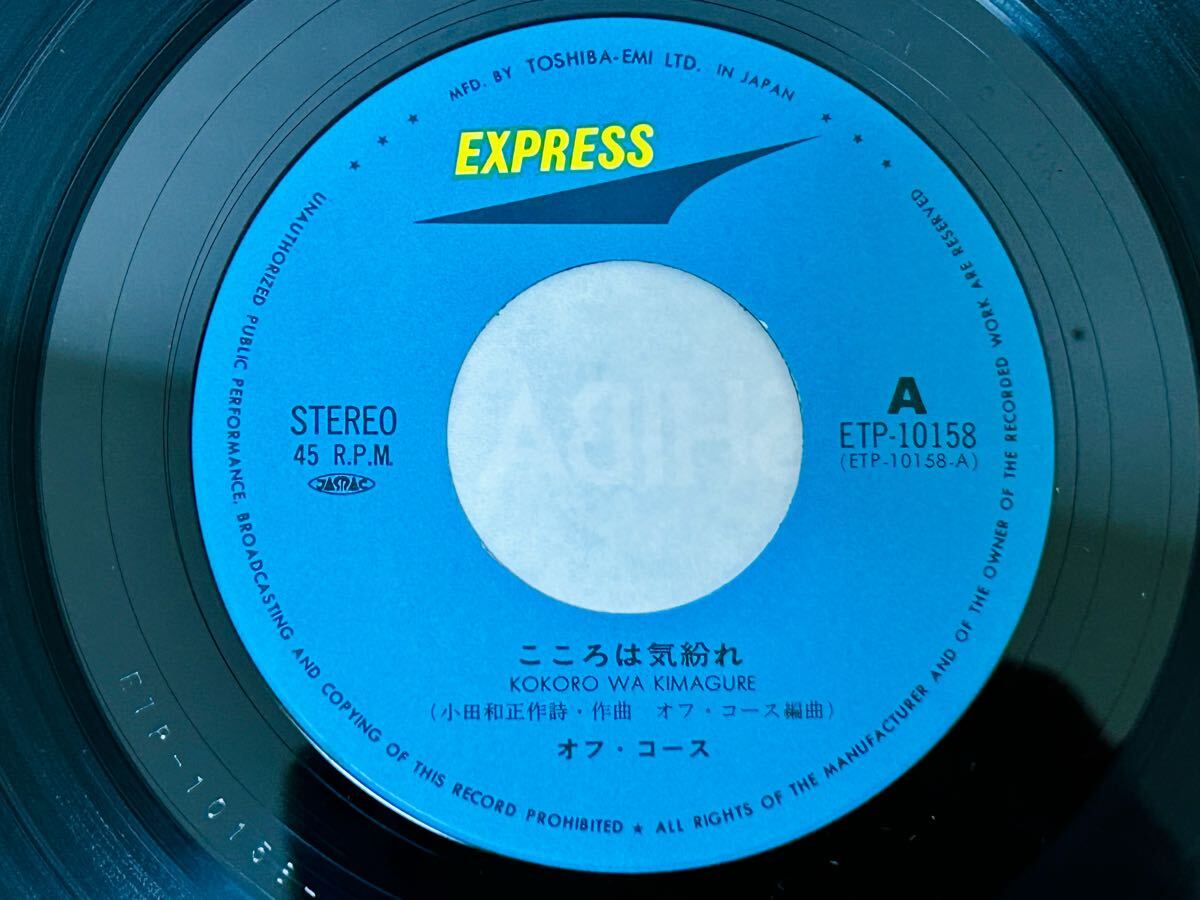 MFD. BY TOSHIBA-EMI LTD. IN JAPAN
EXPRESS
STEREO
45 R.P.M.
JASRAC
A
ETP-10158
(ETP-10158-A)
こころは気紛れ
KOKORO WA KIMAGURE
(小田和正作詩・作曲 オフ・コース編曲)
オフ・コース
UNAUTHORIZED PUBLIC PERFORMANCE, BROADCASTING AND COPYING OF THIS RECORD PROHIBITED ★ ALL RIGHTS OF THE MANUFACTURER AND OF THE OWNER OF THE RECORDED WORK ARE RESERVED